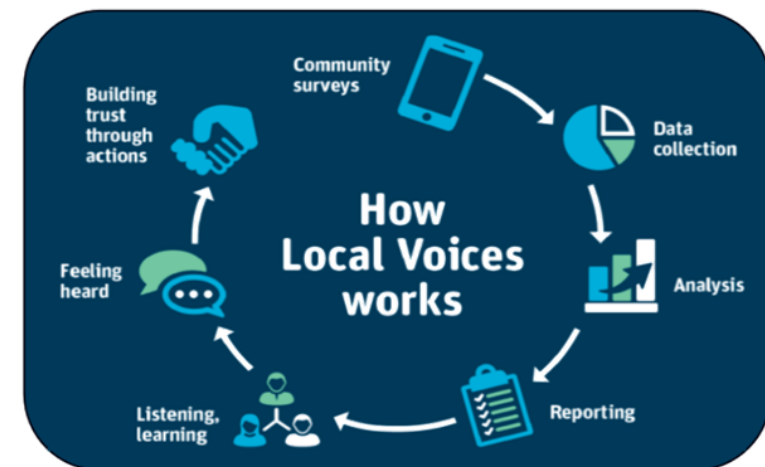 How
Local Voices
works
Community
surveys
Data
collection
Analysis
Reporting
Listening,
learning
Feeling
heard
Building
trust
through
actions